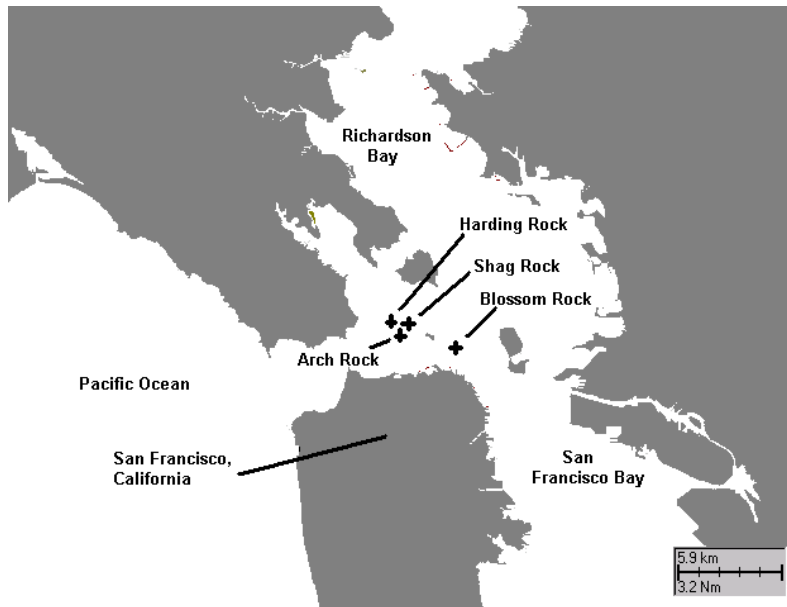 Richardson
Bay
Harding Rock
Shag Rock
Blossom Rock
Arch Rock
Pacific Ocean
San Francisco,
California
San
Francisco Bay
5.9 km
3.2 Nm